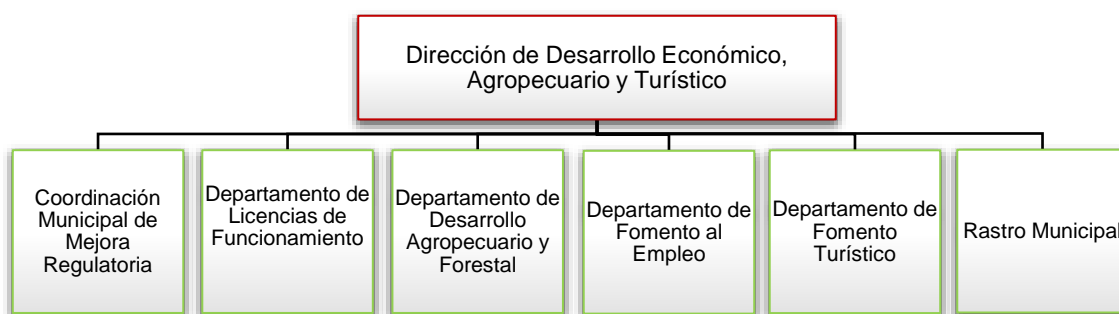 Dirección de Desarrollo Económico,
Agropecuario y Turístico
Coordinación
Municipal de
Mejora
Regulatoria
Departamento de
Licencias de
Funcionamiento
Departamento de
Desarrollo
Agropecuario y
Forestal
Departamento de
Fomento al
Empleo
Departamento de
Fomento
Turístico
Rastro Municipal